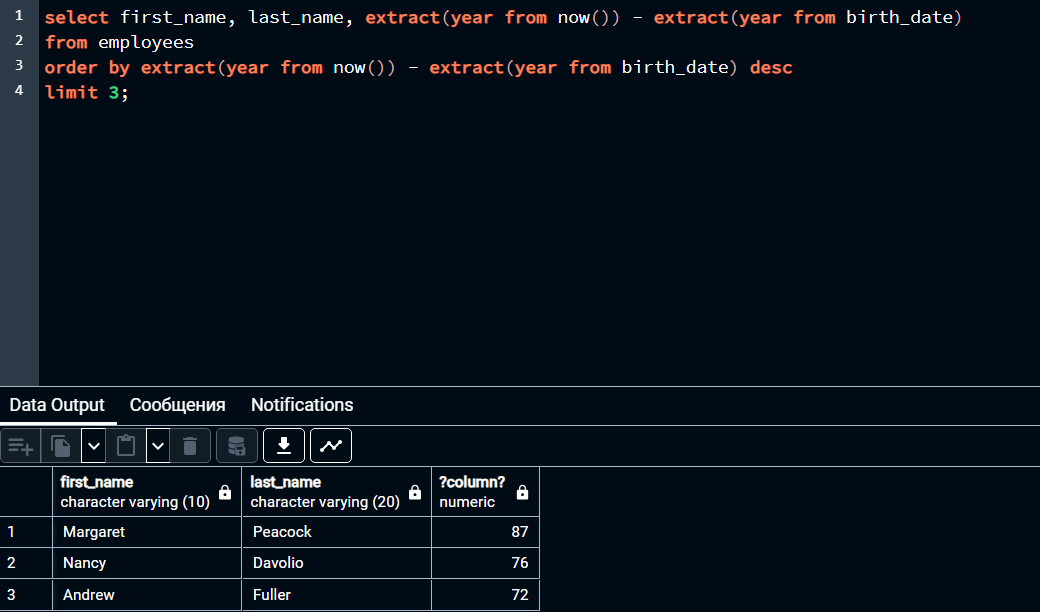 1 select first_name, last_name, extract(year from now()) - extract(year from birth_date)
2 from employees
3 order by extract(year from now()) - extract(year from birth_date) desc
4 limit 3;
Data Output Сообщения Notifications
first_name last_name ?column?
character varying (10) character varying (20) numeric
1 Margaret Peacock 87
2 Nancy Davolio 76
3 Andrew Fuller 72